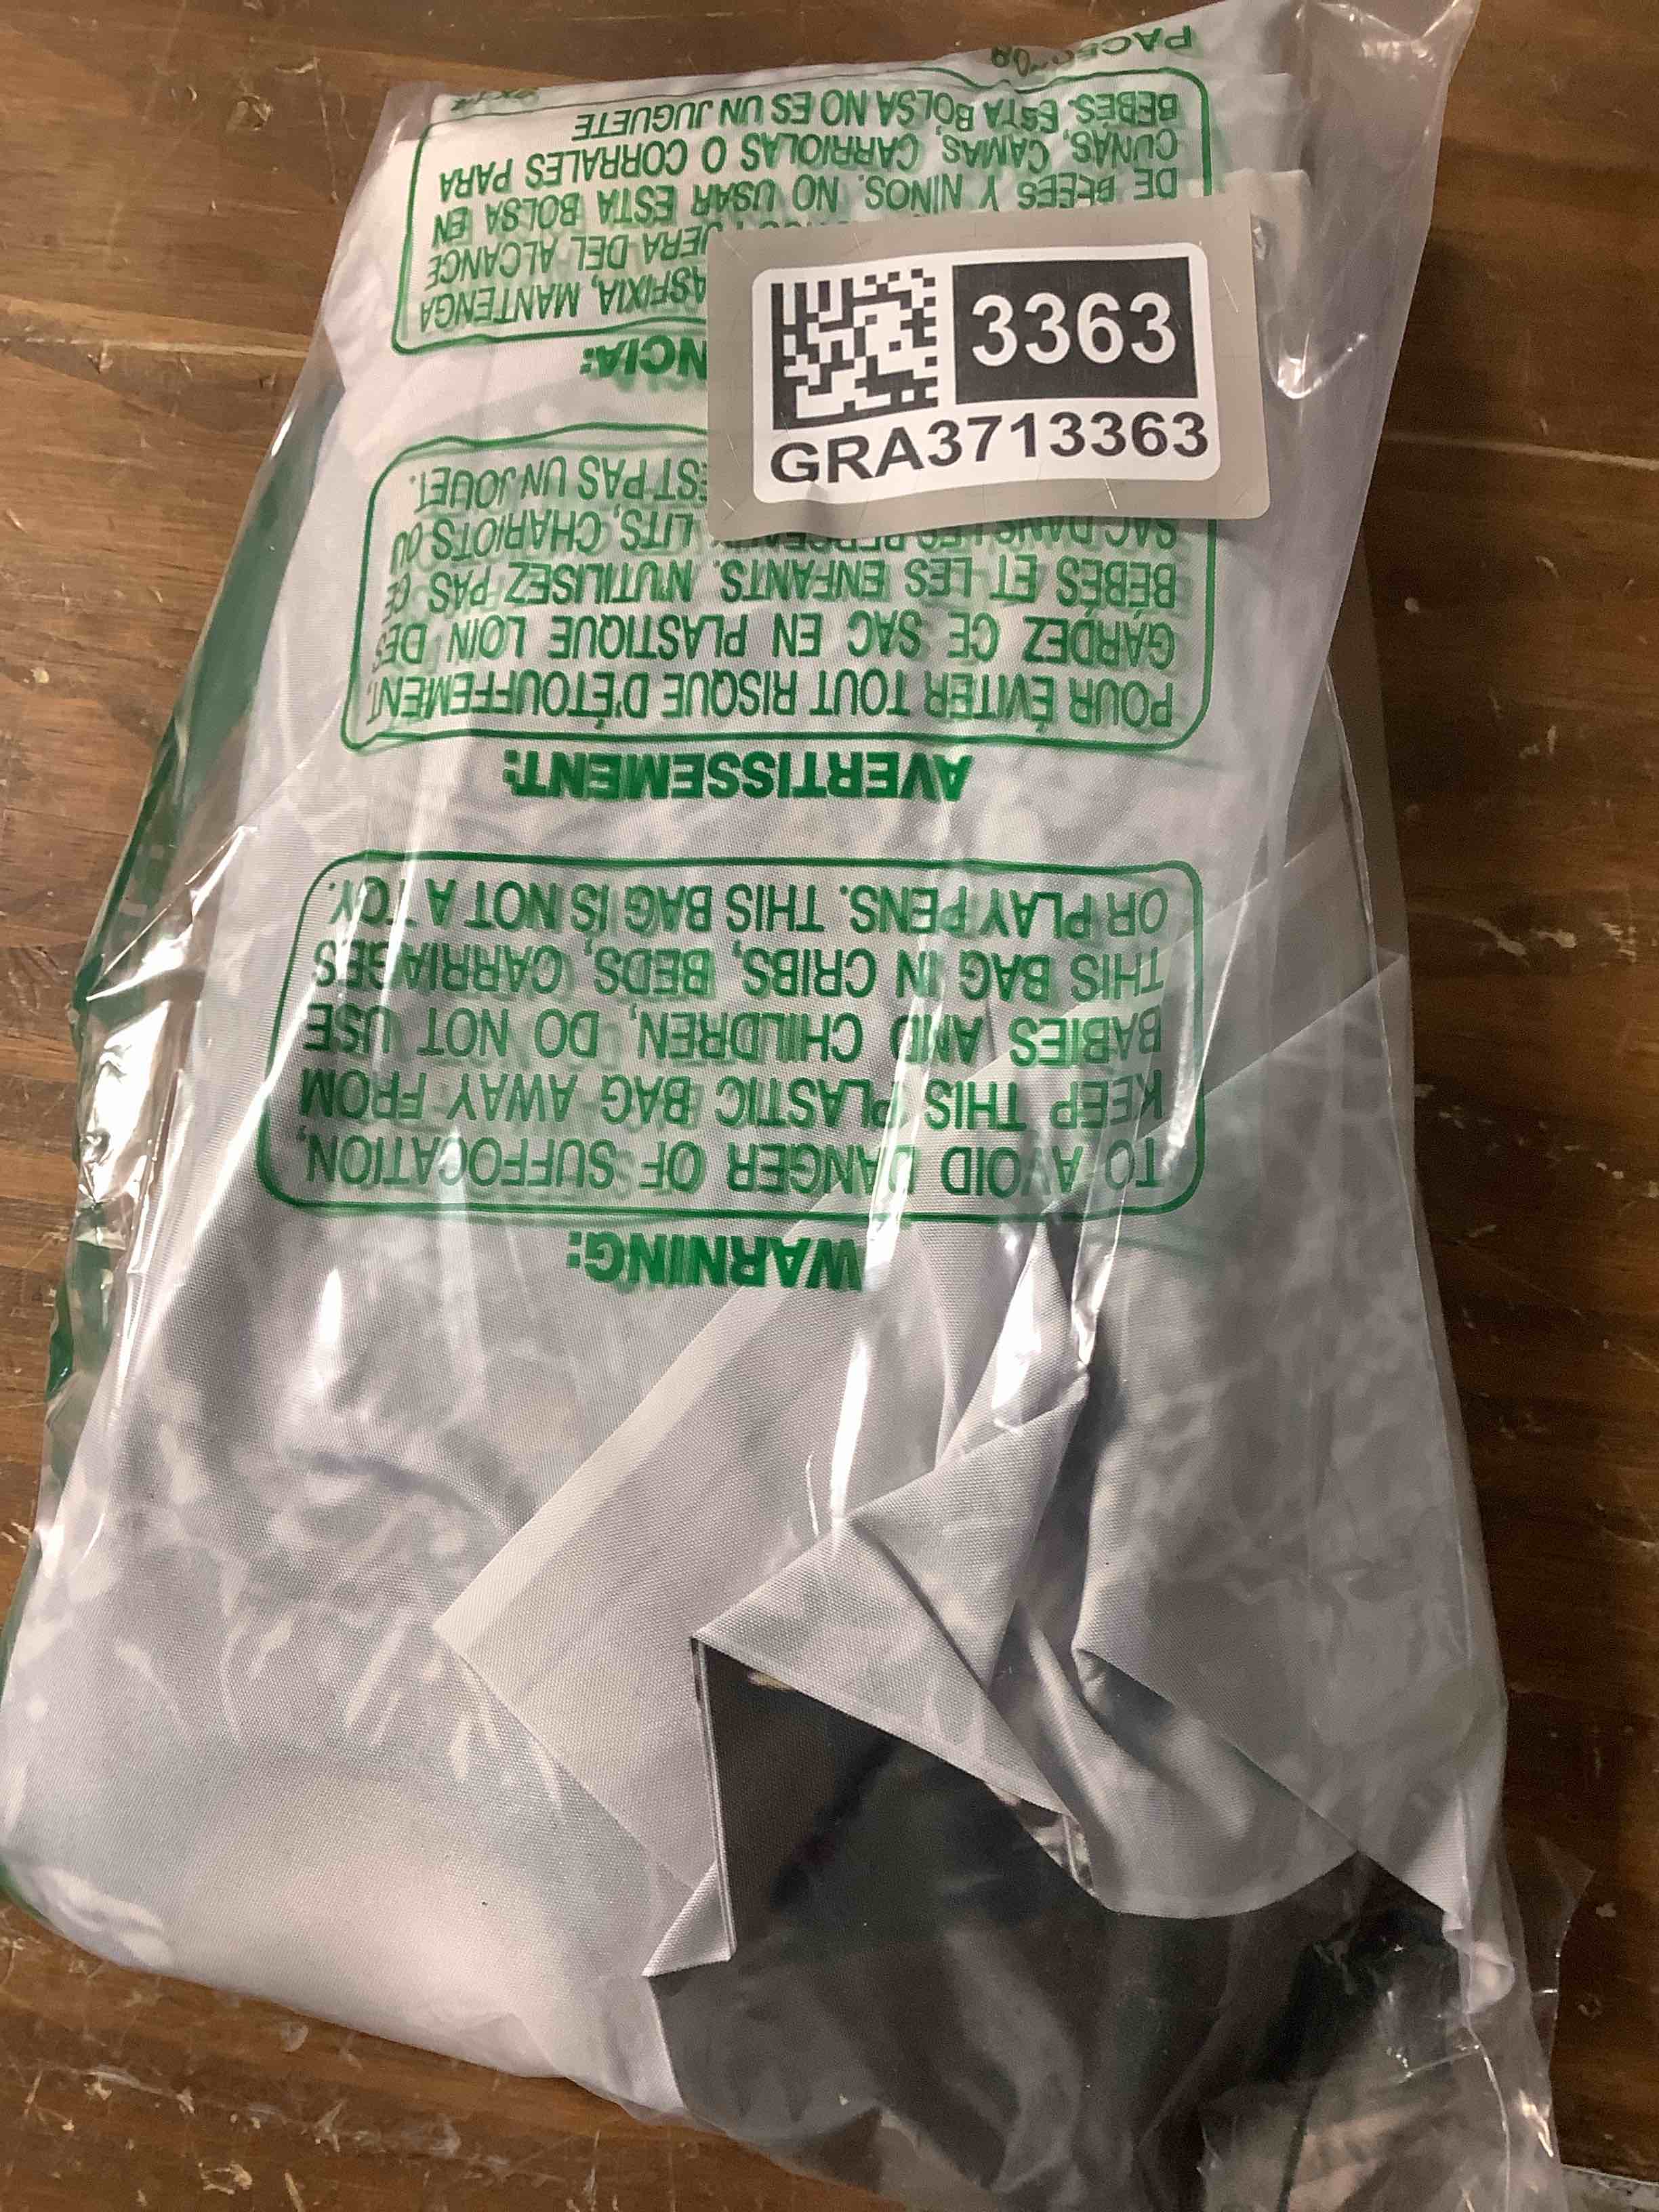 3363
GRA3713363
WARNING:
TO AVOID DANGER OF SUFFOCATION,
KEEP THIS PLASTIC BAG AWAY FROM
BABIES AND CHILDREN, DO NOT USE
THIS BAG IN CRIBS, BEDS, CARRIAGES
OR PLAY PENS. THIS BAG IS NOT A TOY.
AVERTISSEMENT:
POUR ÉVITER TOUT RISQUE D'ÉTOUFFEMENT,
GARDEZ CE SAC EN PLASTIQUE LOIN DES
BÉBÉS ET LES ENFANTS. N'UTILISEZ PAS CE
SAC DANS LES LITS, CHARIOTS OU
EST PAS UN JOUET.
NCIA:
ASFIXIA, MANTENGA
FUERA DEL ALCANCE
DE BEBES Y NINOS. NO USAR ESTA BOLSA EN
CUNAS, CAMAS, CARRIOLAS O CORRALES PARA
BEBES. ESTA BOLSA NO ES UN JUGUETE